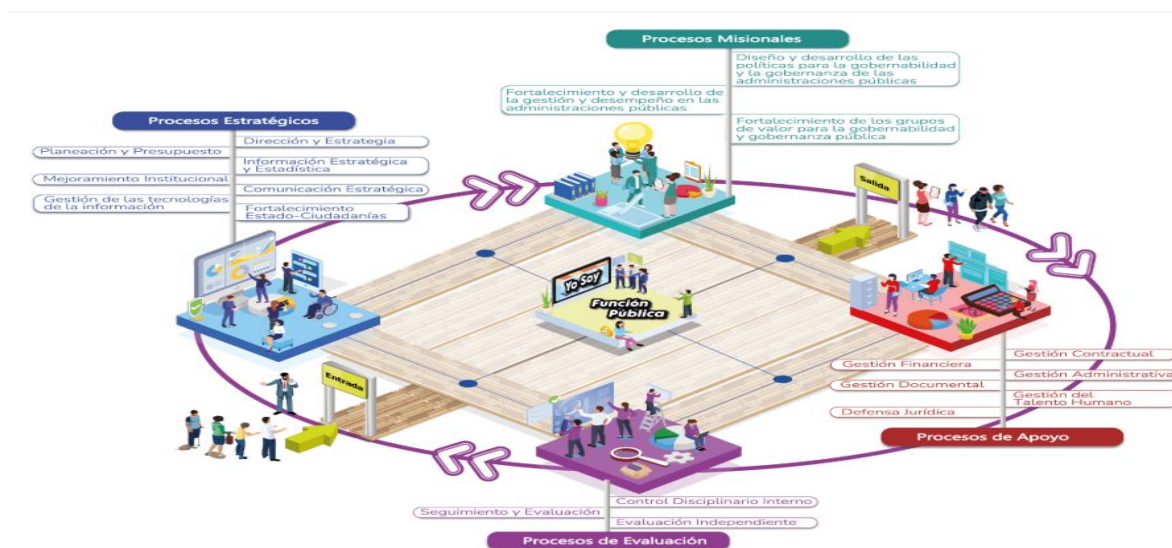 Procesos Misionales
Diseño y desarrollo de las
políticas para la gobernabilidad
y la gobernanza de las
administraciones públicas
Fortalecimiento y desarrollo de
la gestión y desempeño en las
administraciones públicas
Fortalecimiento de los grupos
de valor para la gobernabilidad
y gobernanza pública
Procesos Estratégicos
Dirección y Estrategia
Planeación y Presupuesto
Información Estratégica
y Estadística
Mejoramiento Institucional
Comunicación Estratégica
Gestión de las tecnologías
de la información
Fortalecimiento
Estado-Ciudadanías
Salida
Yo Soy
Función
Pública
Entrada
Gestión Contractual
Gestión Financiera
Gestión Administrativa
Gestión Documental
Gestión del
Talento Humano
Defensa Jurídica
Procesos de Apoyo
Control Disciplinario Interno
Seguimiento y Evaluación
Evaluación Independiente
Procesos de Evaluación